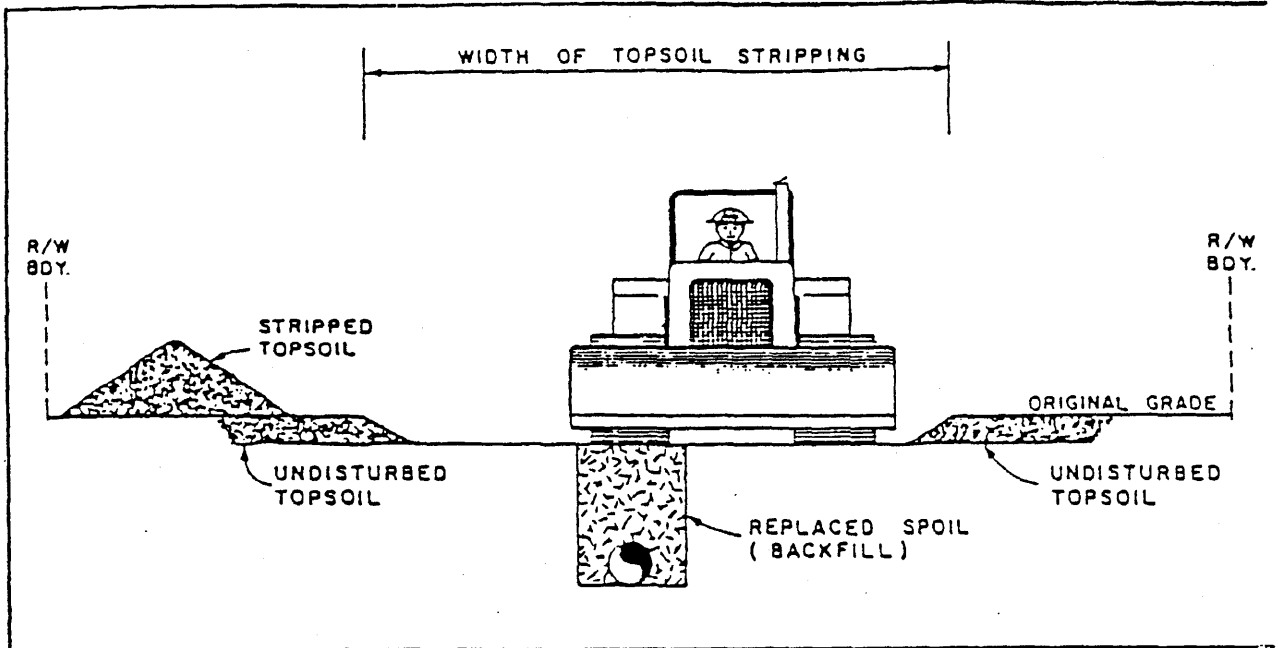 WIDTH OF TOPSOIL STRIPPING
R/W
BDY.
R/W
BDY.
STRIPPED
TOPSOIL
ORIGINAL GRADE
UNDISTURBED
TOPSOIL
UNDISTURBED
TOPSOIL
REPLACED SPOIL
( BACKFILL )